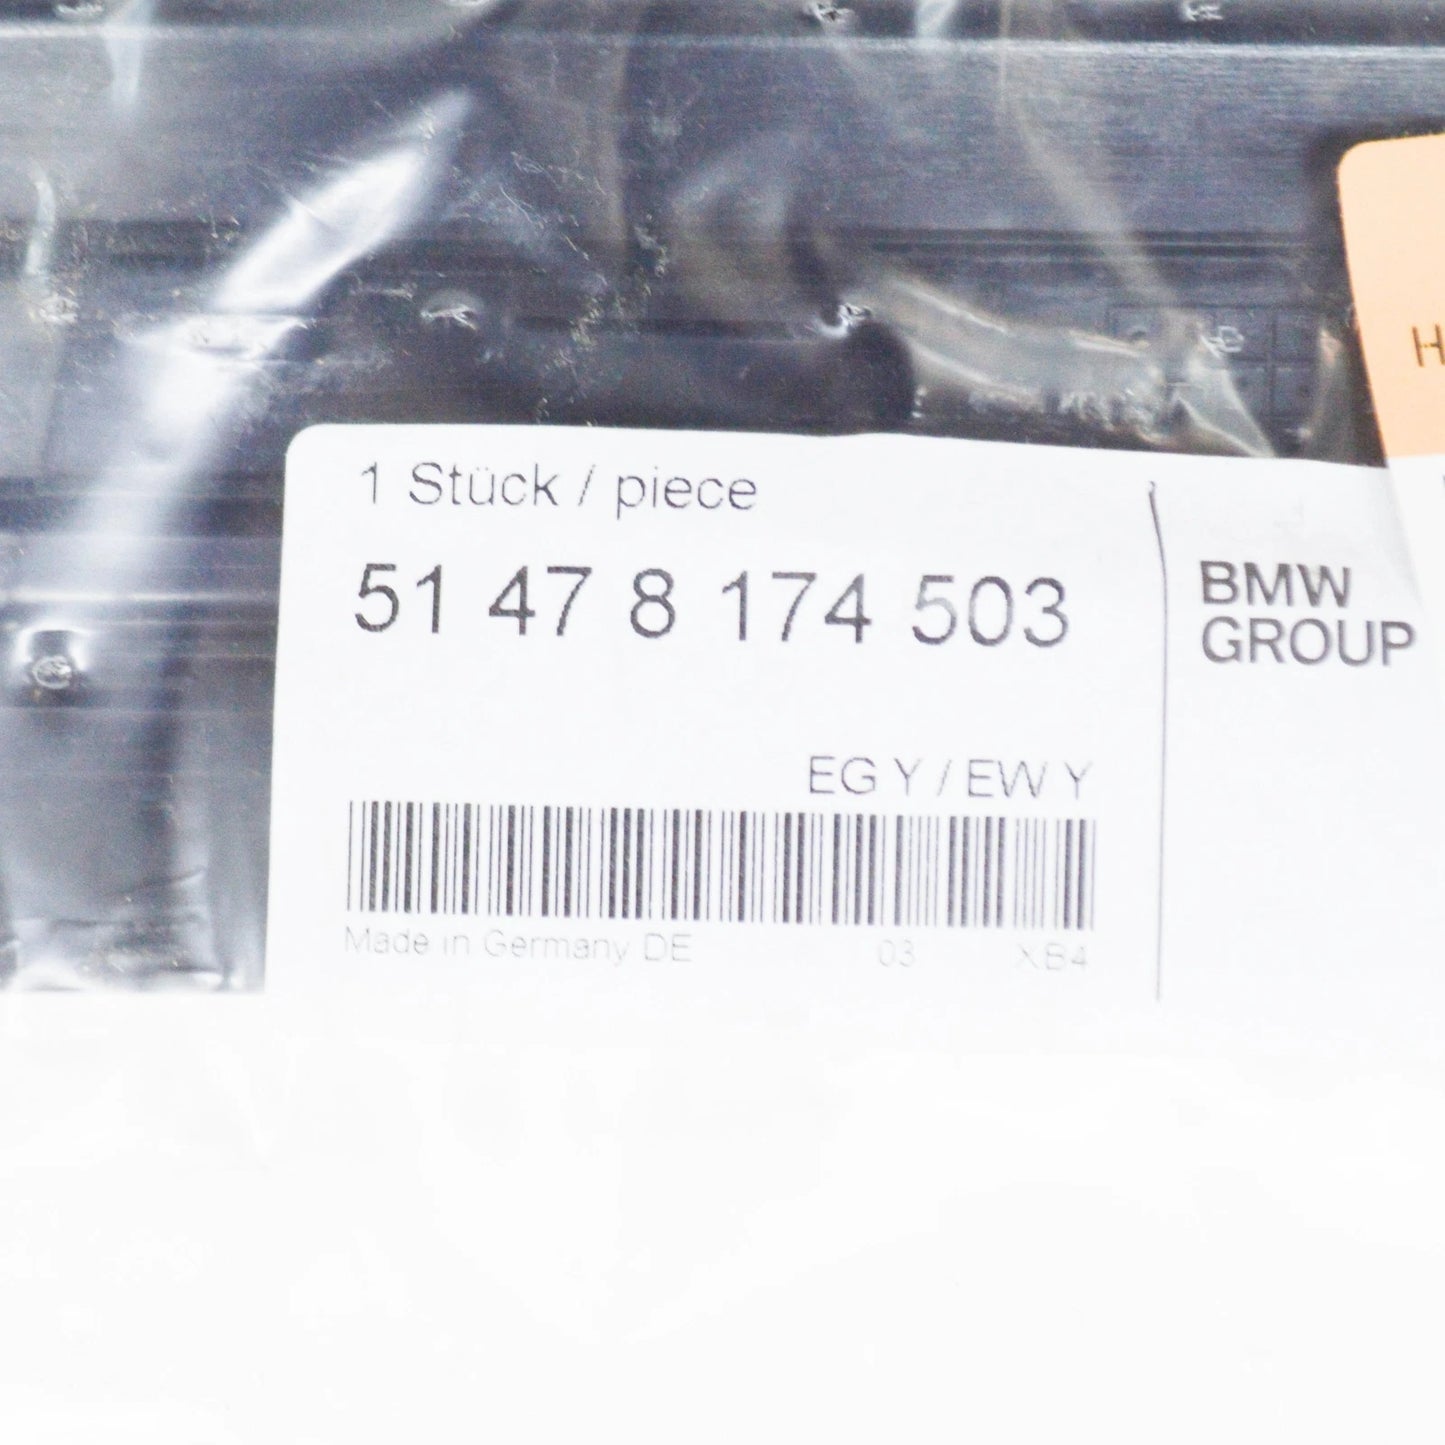 1 Stück / piece
51 47 8 174 503
BMW
GROUP
EG Y / EW Y
Made in Germany DE 03 XB4
H